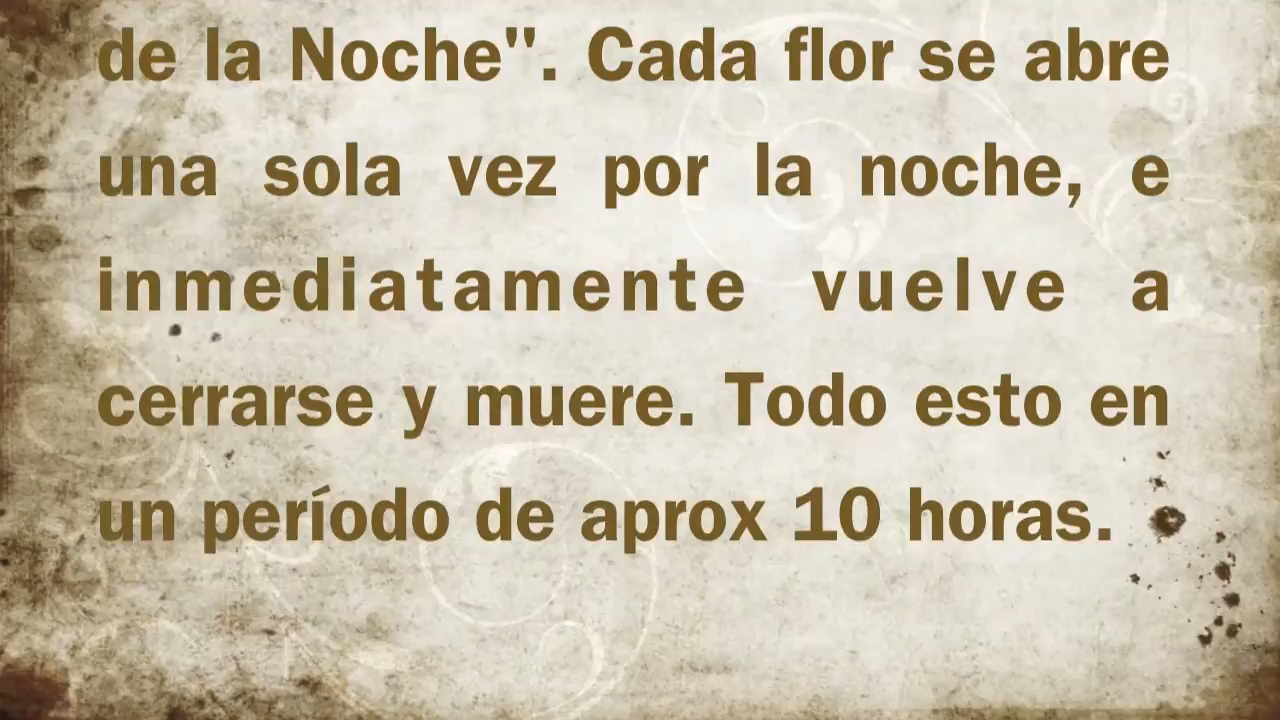 de la Noche". Cada flor se abre
una sola vez por la noche, e
inmediatamente vuelve a
cerrarse y muere. Todo esto en
un período de aprox 10 horas.